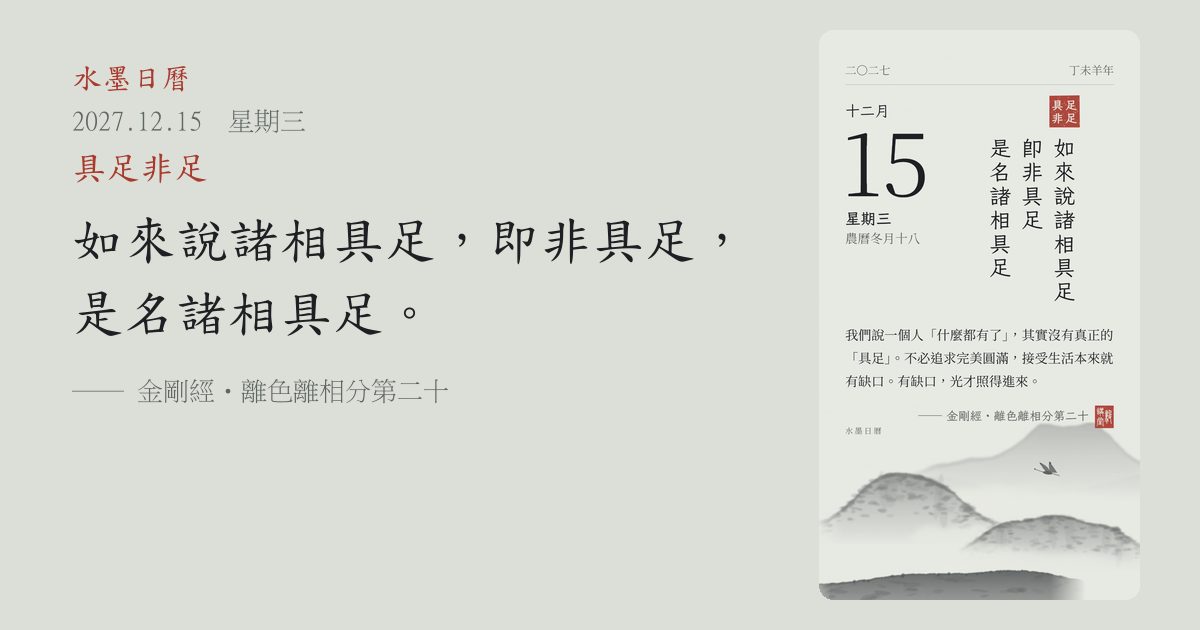 水墨日曆
2027.12.15 星期三
具足非足
如來說諸相具足，即非具足，
是名諸相具足。
—— 金剛經・離色離相分第二十
二〇二七
丁未羊年
十二月
15
星期三
農曆冬月十八
具足非足
如來說諸相具足
即非具足
是名諸相具足
我們說一個人「什麼都有了」，其實沒有真正的
「具足」。不必追求完美圓滿，接受生活本來就
有缺口。有缺口，光才照得進來。
—— 金剛經・離色離相分第二十
水墨日曆